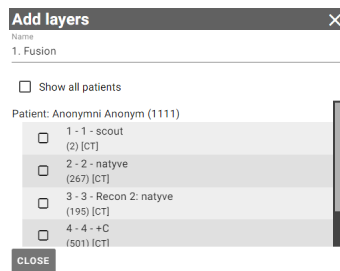 Add layers
Name
1. Fusion
Show all patients
Patient: Anonymni Anonym (1111)
1 - 1 - scout
(2) [CT]
2 - 2 - natyve
(267) [CT]
3 - 3 - Recon 2: natyve
(195) [CT]
4 - 4 - +C
(501) [CT]
CLOSE